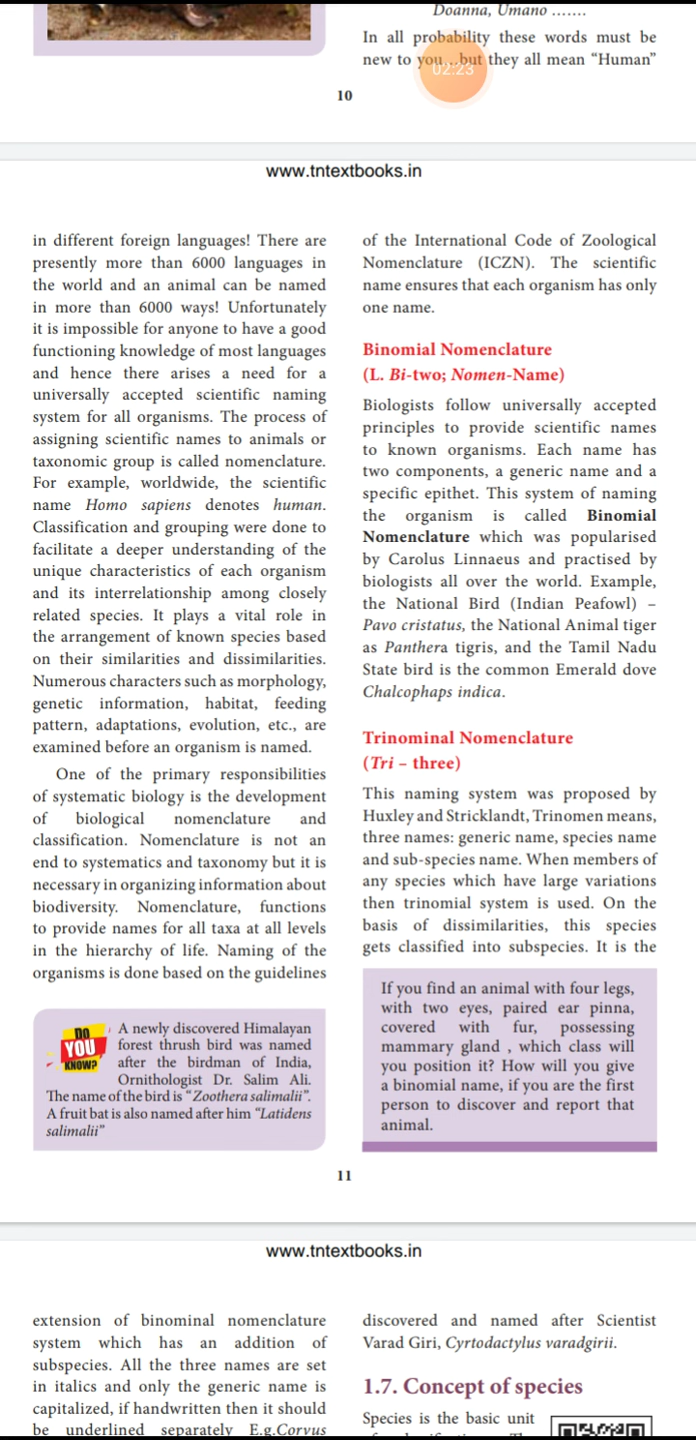 Doanna, Umano .......
In all probability these words must be
new to you...but they all mean “Human”
02:23
10
www.tntextbooks.in
in different foreign languages! There are
presently more than 6000 languages in
the world and an animal can be named
in more than 6000 ways! Unfortunately
it is impossible for anyone to have a good
functioning knowledge of most languages
and hence there arises a need for a
universally accepted scientific naming
system for all organisms. The process of
assigning scientific names to animals or
taxonomic group is called nomenclature.
For example, worldwide, the scientific
name Homo sapiens denotes human.
Classification and grouping were done to
facilitate a deeper understanding of the
unique characteristics of each organism
and its interrelationship among closely
related species. It plays a vital role in
the arrangement of known species based
on their similarities and dissimilarities.
Numerous characters such as morphology,
genetic information, habitat, feeding
pattern, adaptations, evolution, etc., are
examined before an organism is named.
One of the primary responsibilities
of systematic biology is the development
of biological nomenclature and
classification. Nomenclature is not an
end to systematics and taxonomy but it is
necessary in organizing information about
biodiversity. Nomenclature, functions
to provide names for all taxa at all levels
in the hierarchy of life. Naming of the
organisms is done based on the guidelines
DO
YOU
KNOW?
A newly discovered Himalayan
forest thrush bird was named
after the birdman of India,
Ornithologist Dr. Salim Ali.
The name of the bird is “Zoothera salimalii”.
A fruit bat is also named after him “Latidens
salimalii”
of the International Code of Zoological
Nomenclature (ICZN). The scientific
name ensures that each organism has only
one name.
Binomial Nomenclature
(L. Bi-two; Nomen-Name)
Biologists follow universally accepted
principles to provide scientific names
to known organisms. Each name has
two components, a generic name and a
specific epithet. This system of naming
the organism is called Binomial
Nomenclature which was popularised
by Carolus Linnaeus and practised by
biologists all over the world. Example,
the National Bird (Indian Peafowl) –
Pavo cristatus, the National Animal tiger
as Panthera tigris, and the Tamil Nadu
State bird is the common Emerald dove
Chalcophaps indica.
Trinominal Nomenclature
(Tri – three)
This naming system was proposed by
Huxley and Stricklandt, Trinomen means,
three names: generic name, species name
and sub-species name. When members of
any species which have large variations
then trinomial system is used. On the
basis of dissimilarities, this species
gets classified into subspecies. It is the
If you find an animal with four legs,
with two eyes, paired ear pinna,
covered with fur, possessing
mammary gland , which class will
you position it? How will you give
a binomial name, if you are the first
person to discover and report that
animal.
11
www.tntextbooks.in
extension of binominal nomenclature
system which has an addition of
subspecies. All the three names are set
in italics and only the generic name is
capitalized, if handwritten then it should
be underlined separately E.g.Corvus
discovered and named after Scientist
Varad Giri, Cyrtodactylus varadgirii.
1.7. Concept of species
Species is the basic unit